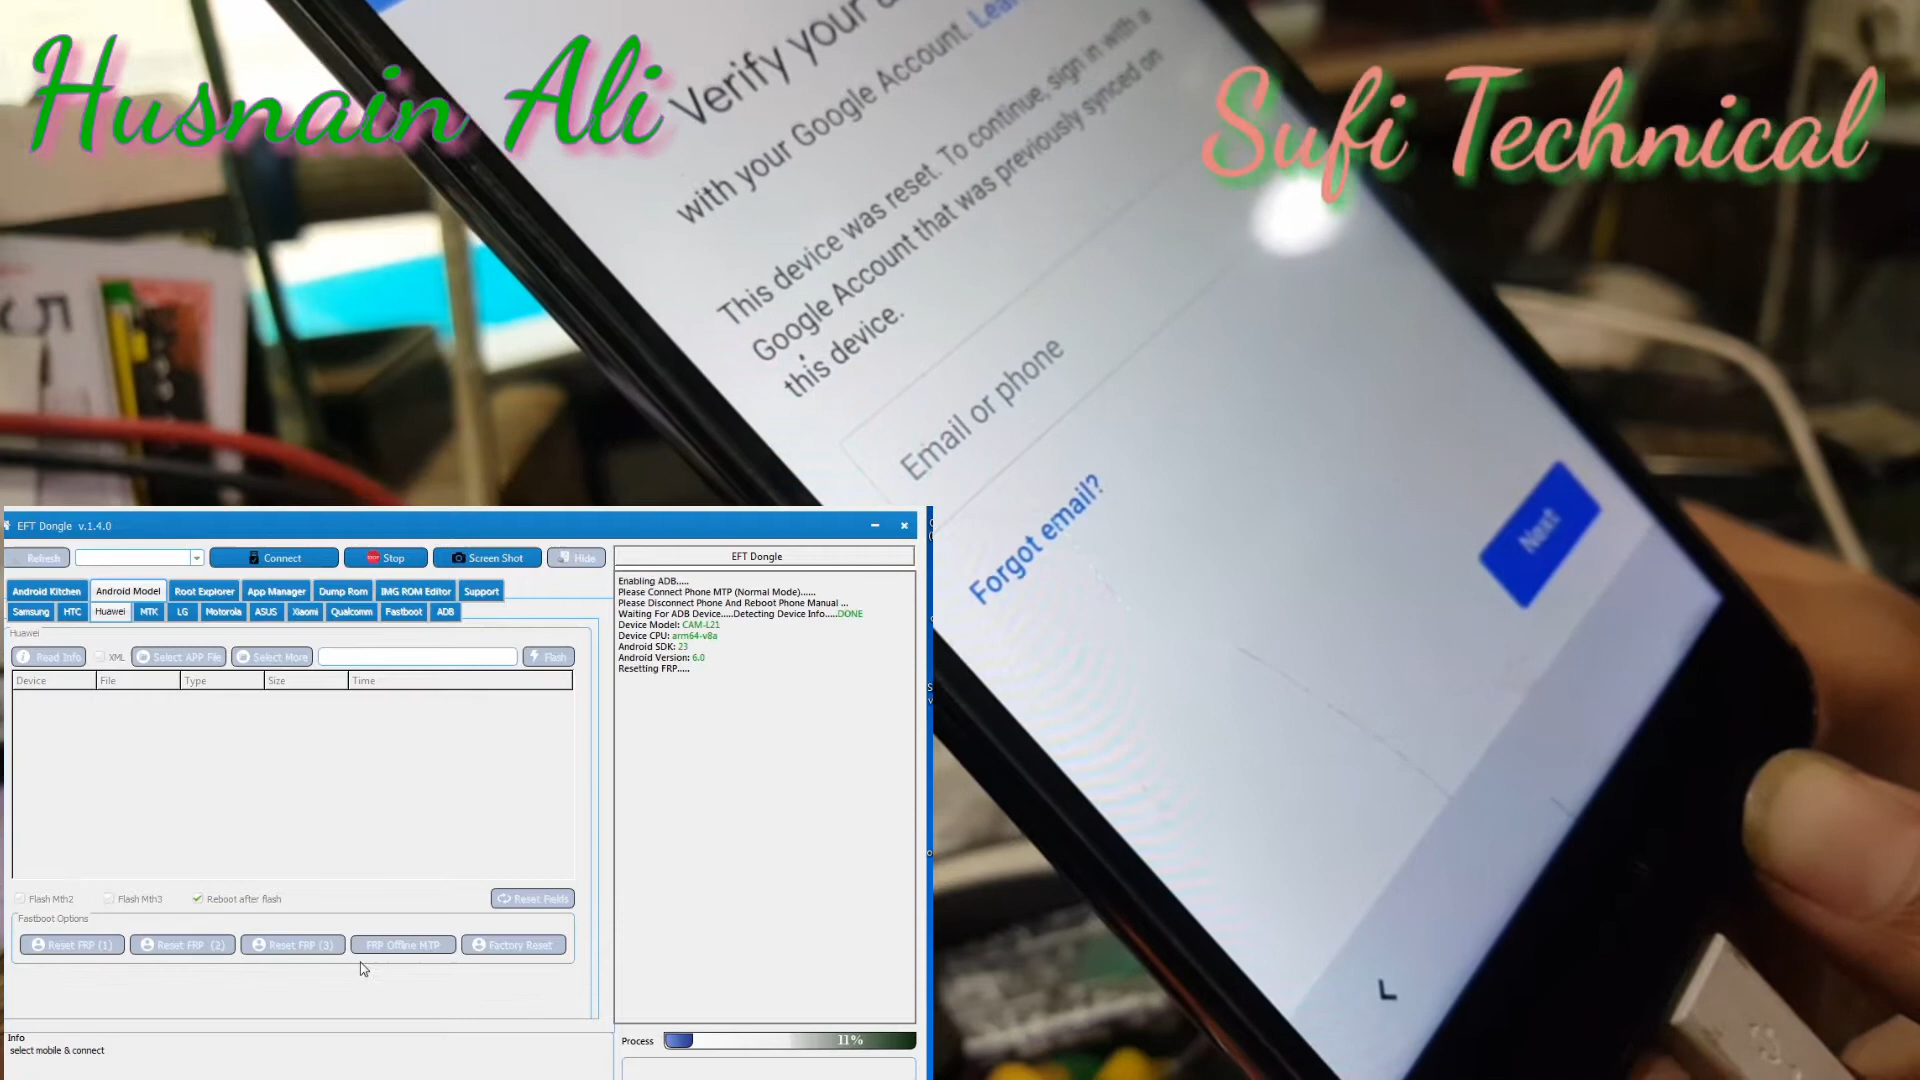 Husnain Ali
Sufi Technical
Verify your
with your Google Account.
This device was reset. To continue, sign in with a
Google Account that was previously synced on
this device.
Email or phone
Forgot email?
Next
EFT Dongle v.1.4.0
Refresh
Connect
Stop
Screen Shot
Hide
EFT Dongle
Android Kitchen
Android Model
Root Explorer
App Manager
Dump Rom
IMG ROM Editor
Support
Samsung
HTC
Huawei
MTK
LG
Motorola
ASUS
Xiaomi
Qualcomm
Fastboot
ADB
Huawei
Read Info
XML
Select APP File
Select More
Flash
Device
File
Type
Size
Time
Flash Mth2
Flash Mth3
Reboot after flash
Reset Fields
Fastboot Options
Reset FRP (1)
Reset FRP (2)
Reset FRP (3)
FRP Offline MTP
Factory Reset
Enabling ADB.....
Please Connect Phone MTP (Normal Mode)......
Please Disconnect Phone And Reboot Phone Manual ...
Waiting For ADB Device.....Detecting Device Info.....DONE
Device Model: CAM-L21
Device CPU: arm64-v8a
Android SDK: 23
Android Version: 6.0
Resetting FRP.....
Info
select mobile & connect
Process
11%